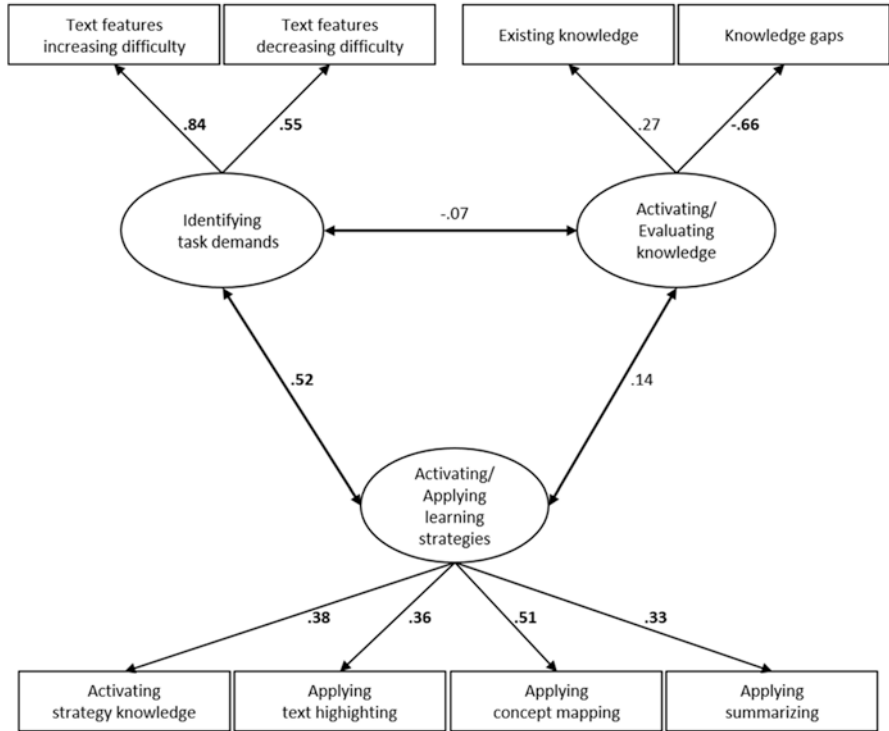 Text features
increasing difficulty
Text features
decreasing difficulty
Existing knowledge
Knowledge gaps
.84
.55
.27
-.66
Identifying
task demands
-.07
Activating/
Evaluating
knowledge
.52
.14
Activating/
Applying
learning
strategies
.38
.36
.51
.33
Activating
strategy knowledge
Applying
text highighting
Applying
concept mapping
Applying
summarizing